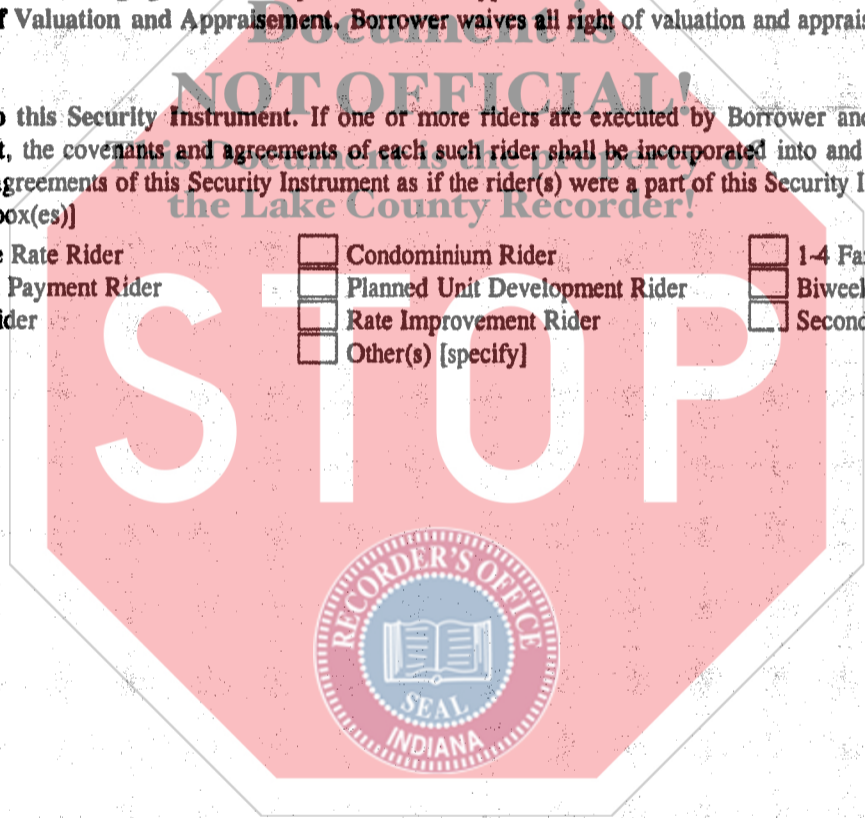 f Valuation and Appraisement. Borrower waives all right of valuation and apprai
Document is
NOT OFFICIAL!
this Security Instrument. If one or more riders are executed by Borrower and
t, the covenants and agreements of each such rider shall be incorporated into and
This Document is the property of
greements of this Security Instrument as if the rider(s) were a part of this Security I
the Lake County Recorder!
box(es)]
Rate Rider Condominium Rider 1-4 Fa
Payment Rider Planned Unit Development Rider Biweek
ider Rate Improvement Rider Second
Other(s) [specify]
STOP
RECORDER'S OFFICE
SEAL
INDIANA